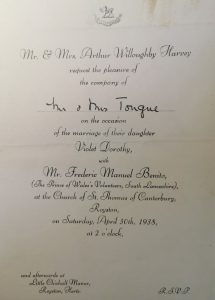 Mr. & Mrs. Arthur Willoughby Harvey
request the pleasure of
the company of
Mr & Mrs Tongue
on the occasion
of the marriage of their daughter
Violet Dorothy,
with
Mr. Frederic Manuel Benito,
(The Prince of Wales's Volunteers, South Lancashire),
at the Church of St. Thomas of Canterbury,
Royston,
on Saturday, April 30th, 1938,
at 2 o'clock,
and afterwards at
Little Chishall Manor,
Royston, Herts.
R.S.V.P.